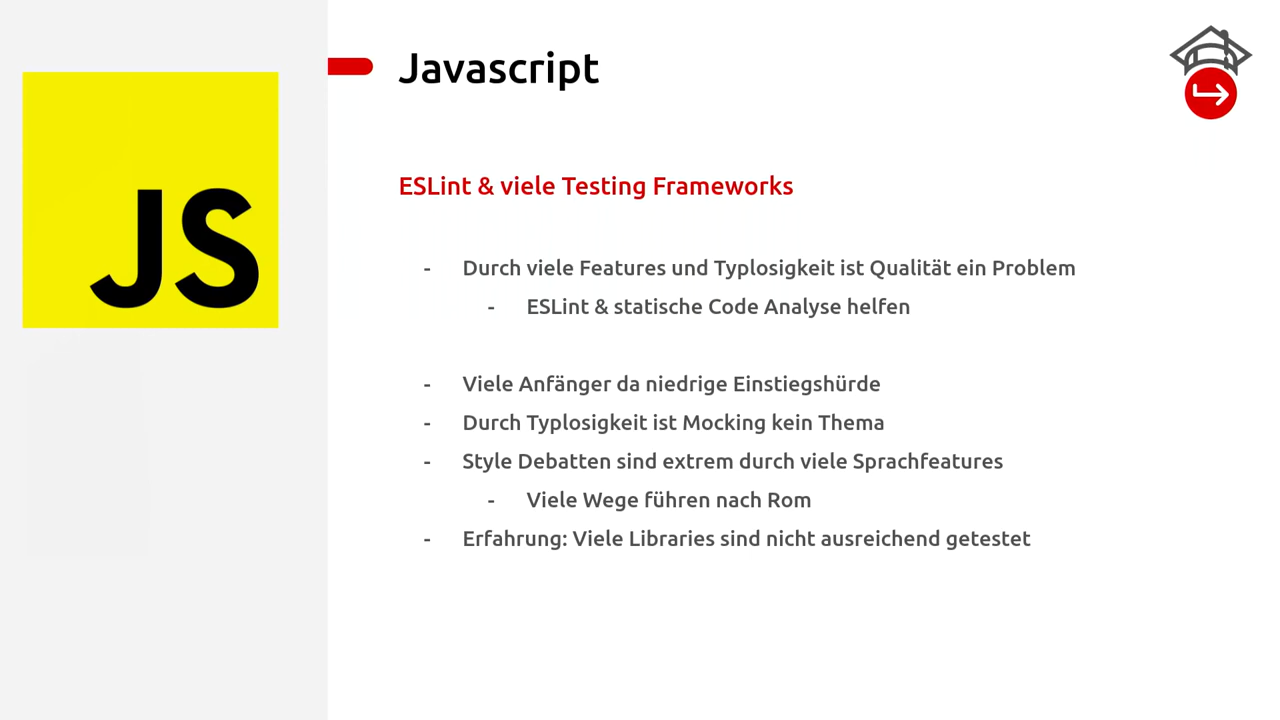 JS
Javascript
ESLint & viele Testing Frameworks
- Durch viele Features und Typlosigkeit ist Qualität ein Problem
- ESLint & statische Code Analyse helfen
- Viele Anfänger da niedrige Einstiegshürde
- Durch Typlosigkeit ist Mocking kein Thema
- Style Debatten sind extrem durch viele Sprachfeatures
- Viele Wege führen nach Rom
- Erfahrung: Viele Libraries sind nicht ausreichend getestet